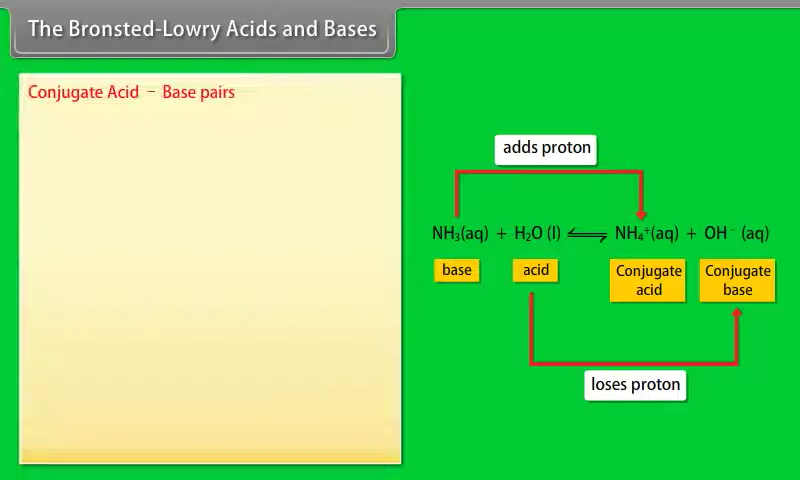 The Bronsted-Lowry Acids and Bases
Conjugate Acid – Base pairs
adds proton
NH₃(aq) + H₂O (l) ⇌ NH₄⁺(aq) + OH⁻ (aq)
base
acid
Conjugate
acid
Conjugate
base
loses proton